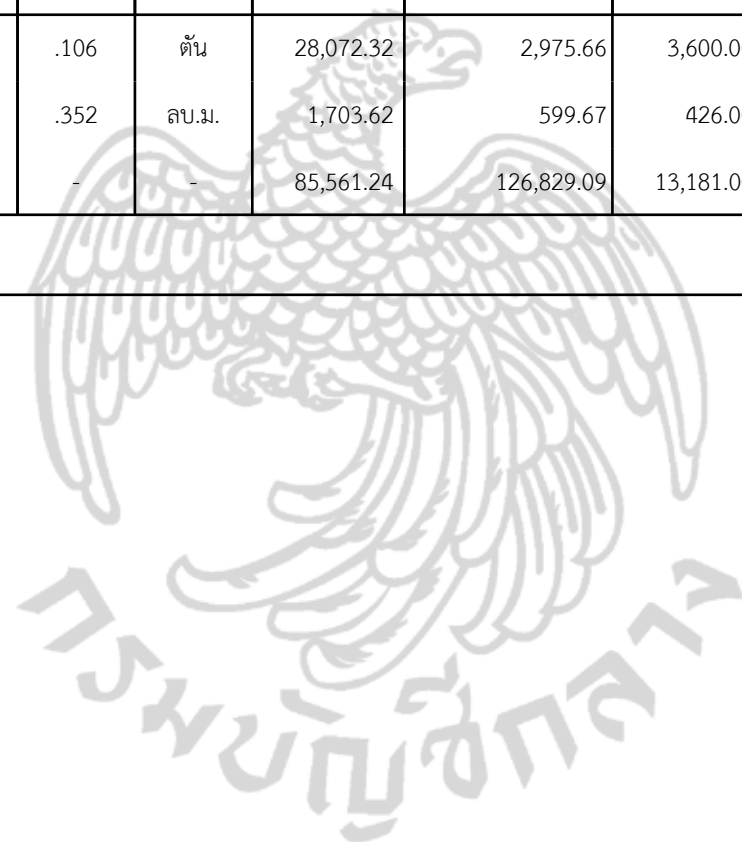 .106 ตัน 28,072.32 2,975.66 3,600.0
.352 ลบ.ม. 1,703.62 599.67 426.0
- - 85,561.24 126,829.09 13,181.0
กรมบัญชีกลาง